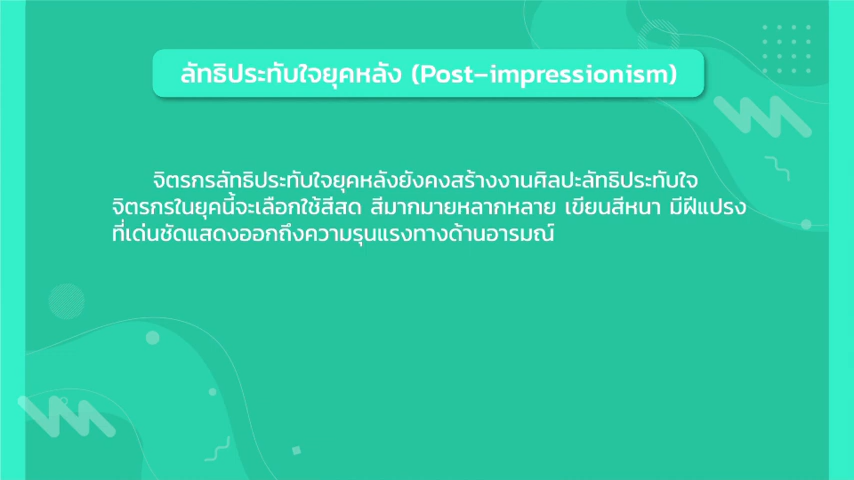 ลัทธิประทับใจยุคหลัง (Post-impressionism)
จิตรกรลัทธิประทับใจยุคหลังยังคงสร้างงานศิลปะลัทธิประทับใจ
จิตรกรในยุคนี้จะเลือกใช้สีสด สีมากมายหลากหลาย เขียนสีหนา มีฝีแปรง
ที่เด่นชัดแสดงออกถึงความรุนแรงทางด้านอารมณ์